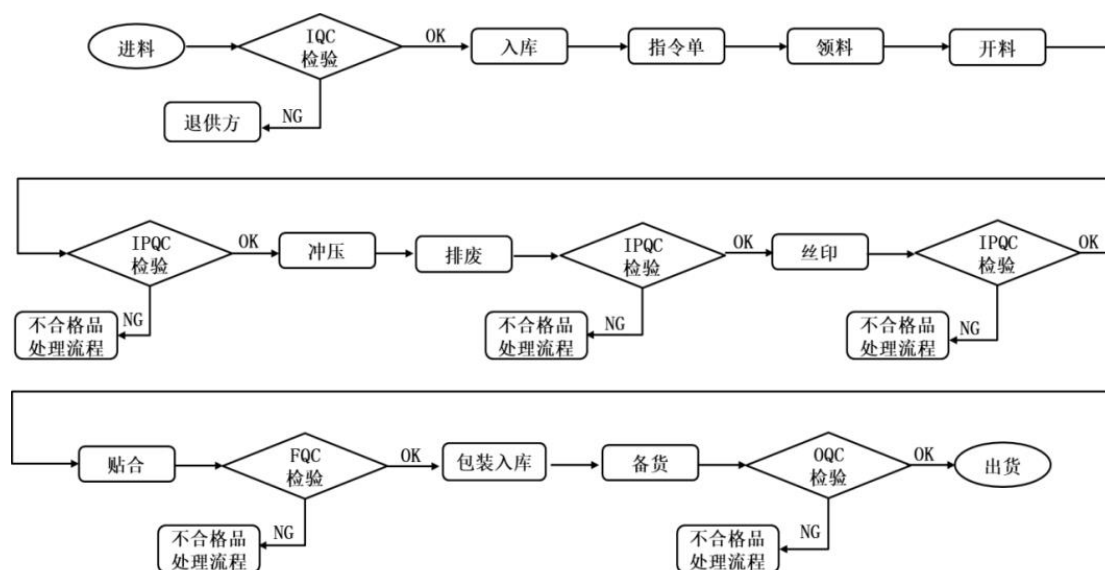 进料
IQC
检验
OK
入库
指令单
领料
开料
NG
退供方
IPQC
检验
OK
冲压
排废
IPQC
检验
OK
丝印
IPQC
检验
OK
NG
不合格品
处理流程
NG
不合格品
处理流程
NG
不合格品
处理流程
贴合
FQC
检验
OK
包装入库
备货
OQC
检验
OK
出货
NG
不合格品
处理流程
NG
不合格品
处理流程